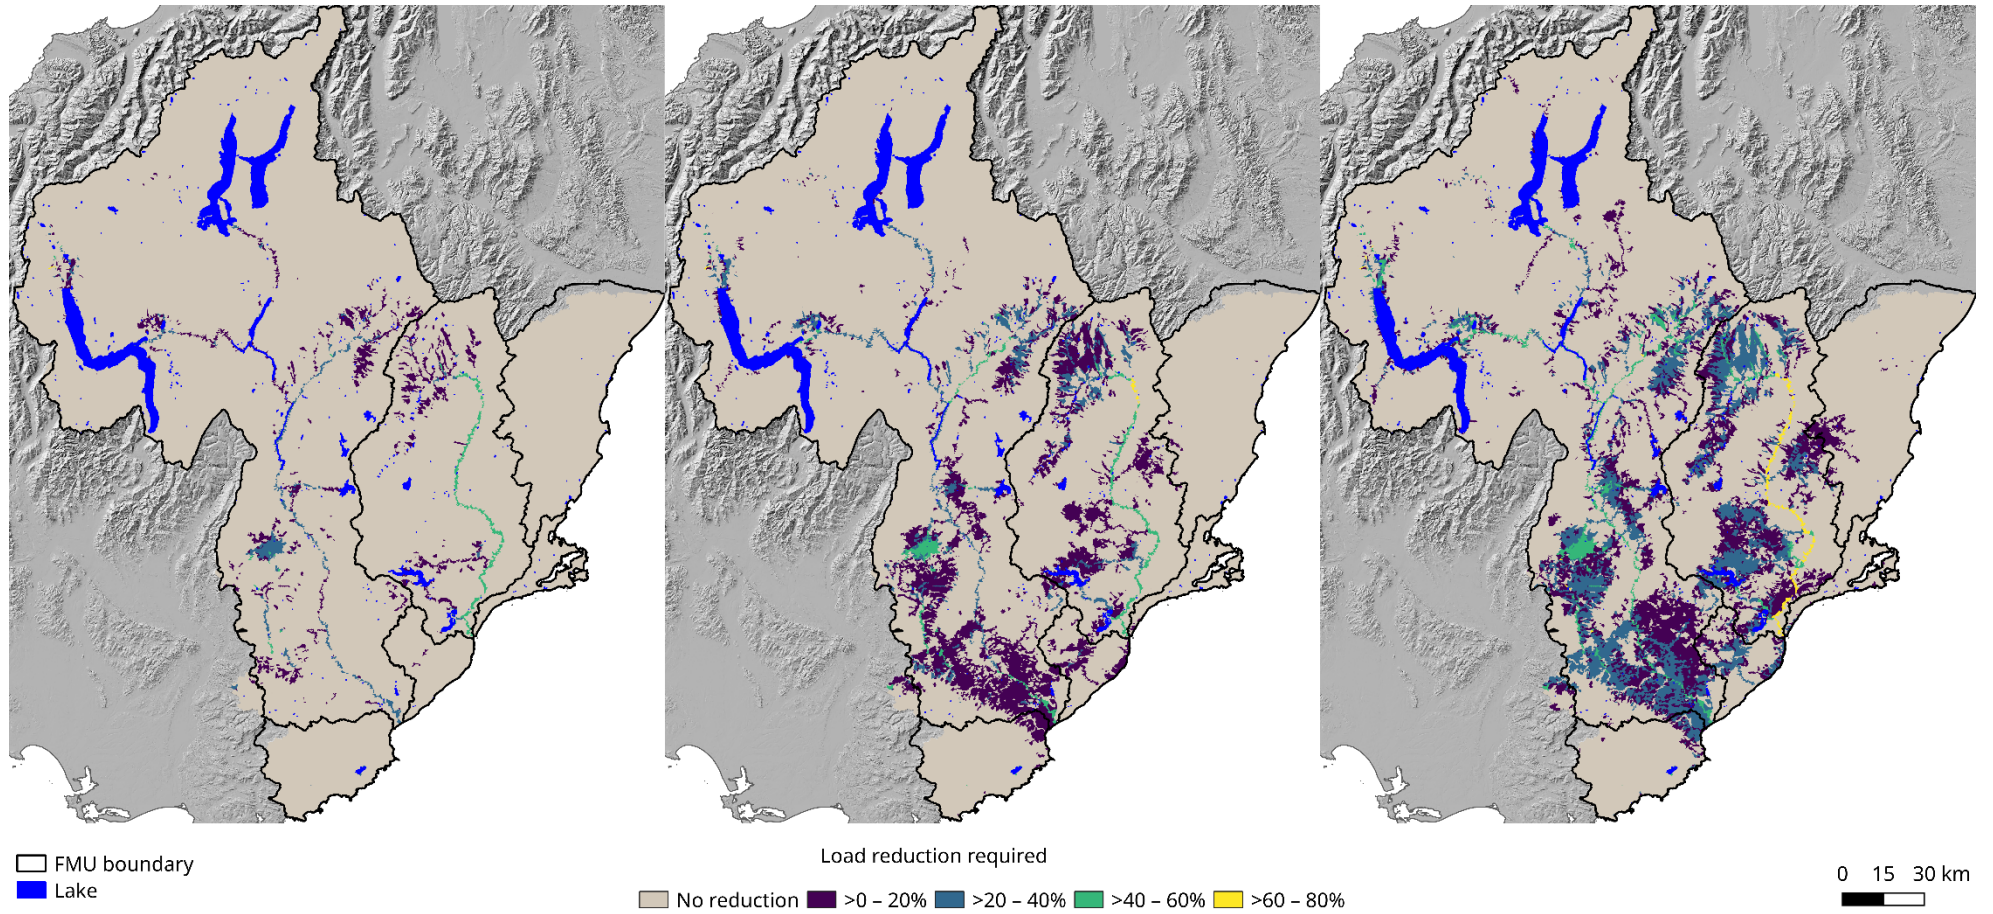 FMU boundary
Lake
Load reduction required
No reduction
>0 – 20%
>20 – 40%
>40 – 60%
>60 – 80%
0 15 30 km